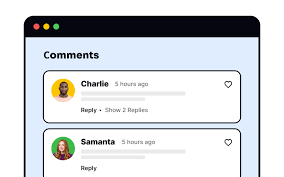 Comments
Charlie 5 hours ago
Reply • Show 2 Replies
Samanta 5 hours ago
Reply